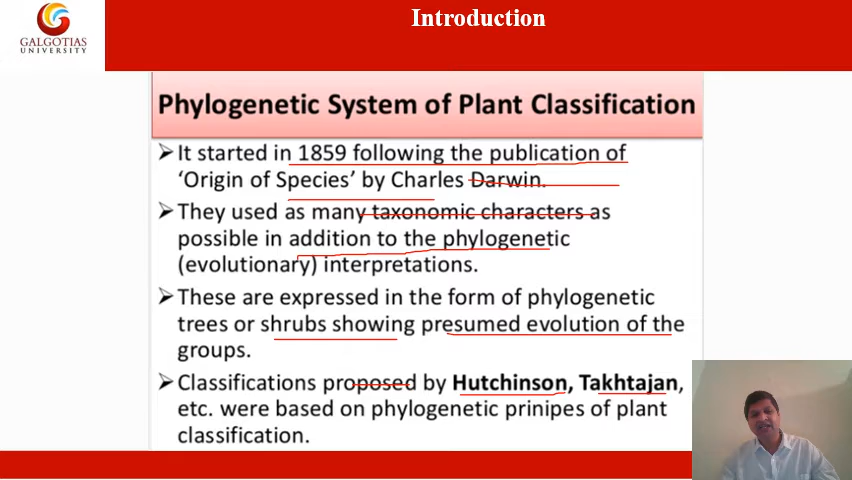 GALGOTIAS
UNIVERSITY
Introduction
Phylogenetic System of Plant Classification
➢It started in 1859 following the publication of
‘Origin of Species’ by Charles Darwin.
➢They used as many taxonomic characters as
possible in addition to the phylogenetic
(evolutionary) interpretations.
➢These are expressed in the form of phylogenetic
trees or shrubs showing presumed evolution of the
groups.
➢Classifications proposed by Hutchinson, Takhtajan,
etc. were based on phylogenetic prinipes of plant
classification.